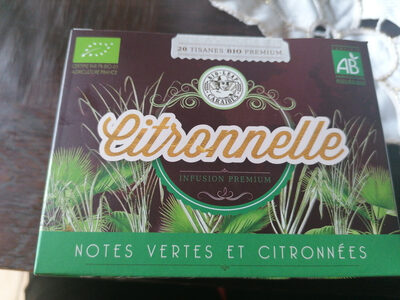 20 TISANES BIO PREMIUM
AB
Citronnelle
INFUSION PREMIUM
NOTES VERTES ET CITRONNÉES